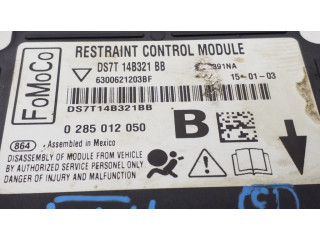 RESTRAINT CONTROL MODULE
FoMoCo
DS7T 14B321 BB
391NA
6300621203BF
15-01-03
DS7T14B321BB
0 285 012 050
B
864 Assembled in Mexico
DISASSEMBLY OF MODULE FROM VEHICLE
BY AUTHORIZED SERVICE PERSONNEL ONLY
DANGER OF INJURY AND MALFUNCTION